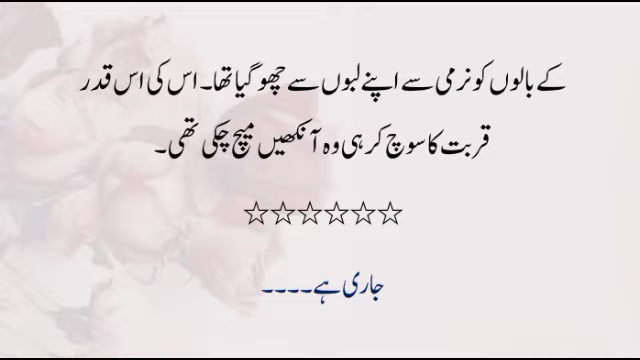 کے بالوں کو نرمی سے اپنے لبوں سے چھو گیا تھا۔ اس کی اس قدر
قربت کا سوچ کر ہی وہ آنکھیں میچ چکی تھی۔
☆☆☆☆☆☆
جاری ہے۔۔۔۔